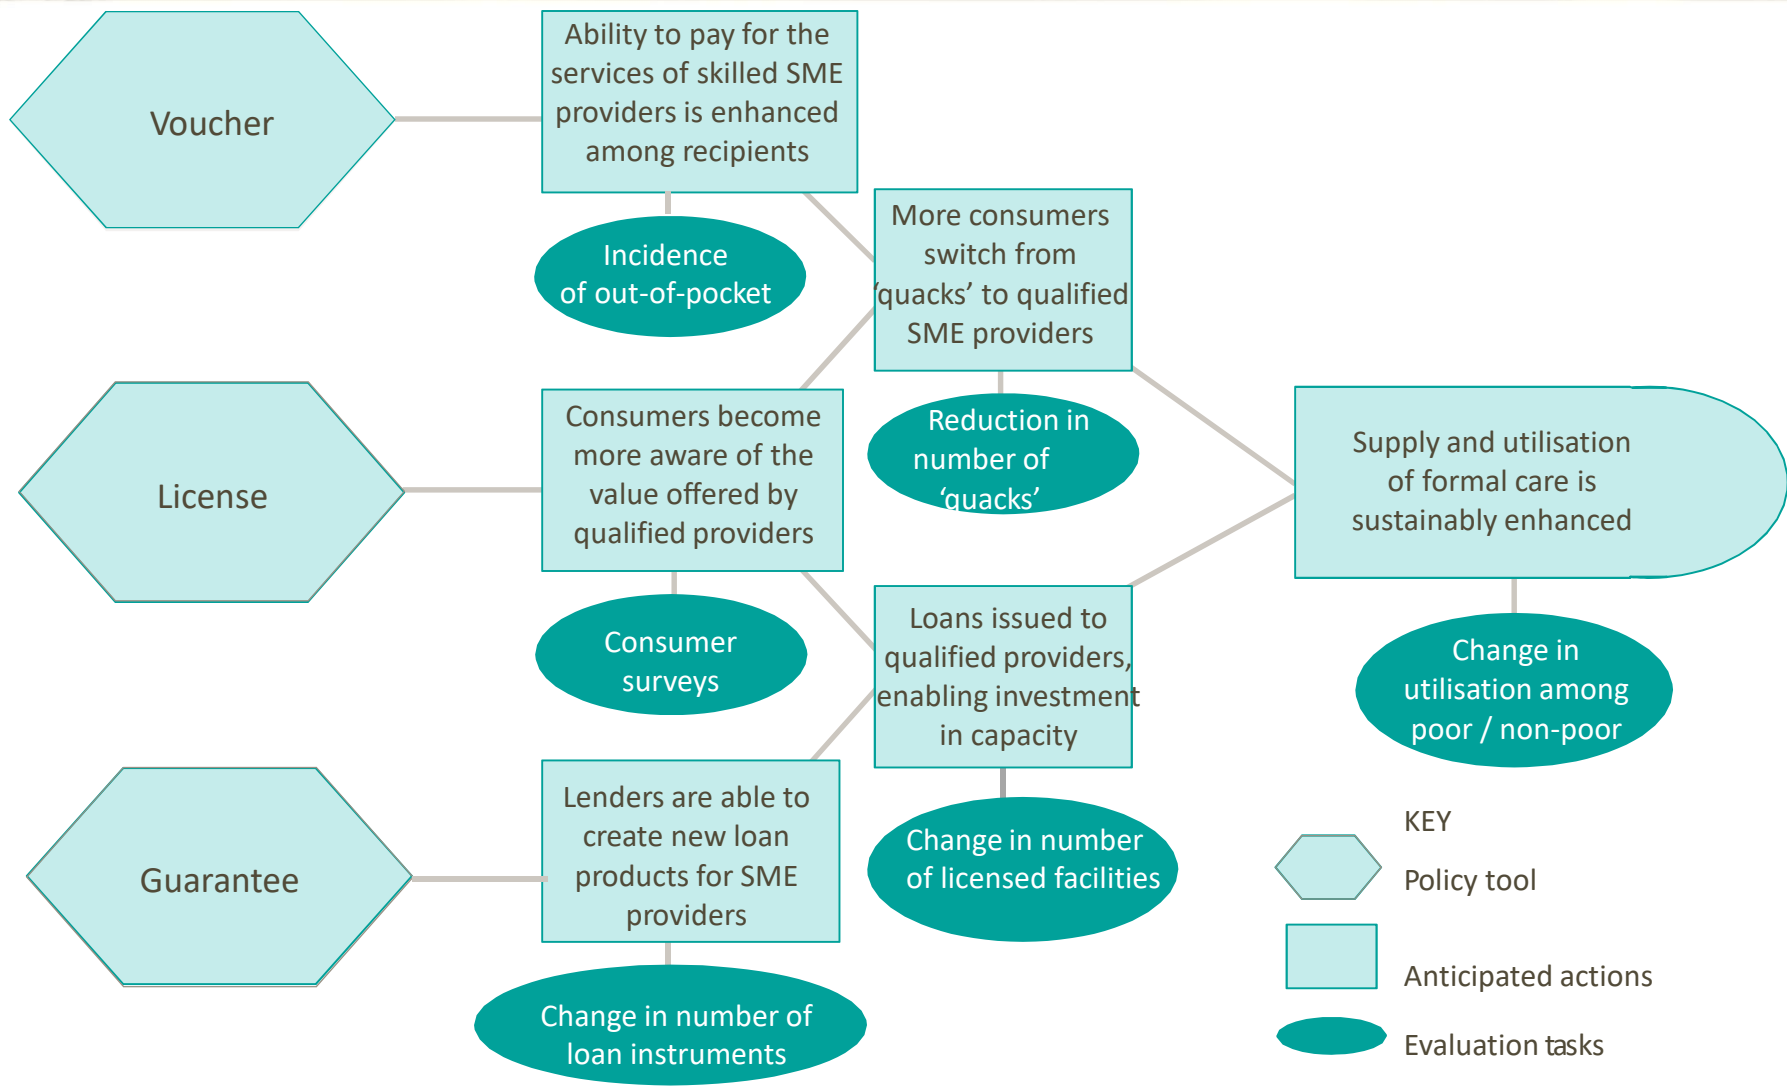 Voucher
Ability to pay for the
services of skilled SME
providers is enhanced
among recipients
Incidence
of out-of-pocket
More consumers
switch from
‘quacks’ to qualified
SME providers
Reduction in
number of
‘quacks’
License
Consumers become
more aware of the
value offered by
qualified providers
Consumer
surveys
Supply and utilisation
of formal care is
sustainably enhanced
Change in
utilisation among
poor / non-poor
Loans issued to
qualified providers,
enabling investment
in capacity
Change in number
of licensed facilities
Guarantee
Lenders are able to
create new loan
products for SME
providers
Change in number of
loan instruments
KEY
Policy tool
Anticipated actions
Evaluation tasks